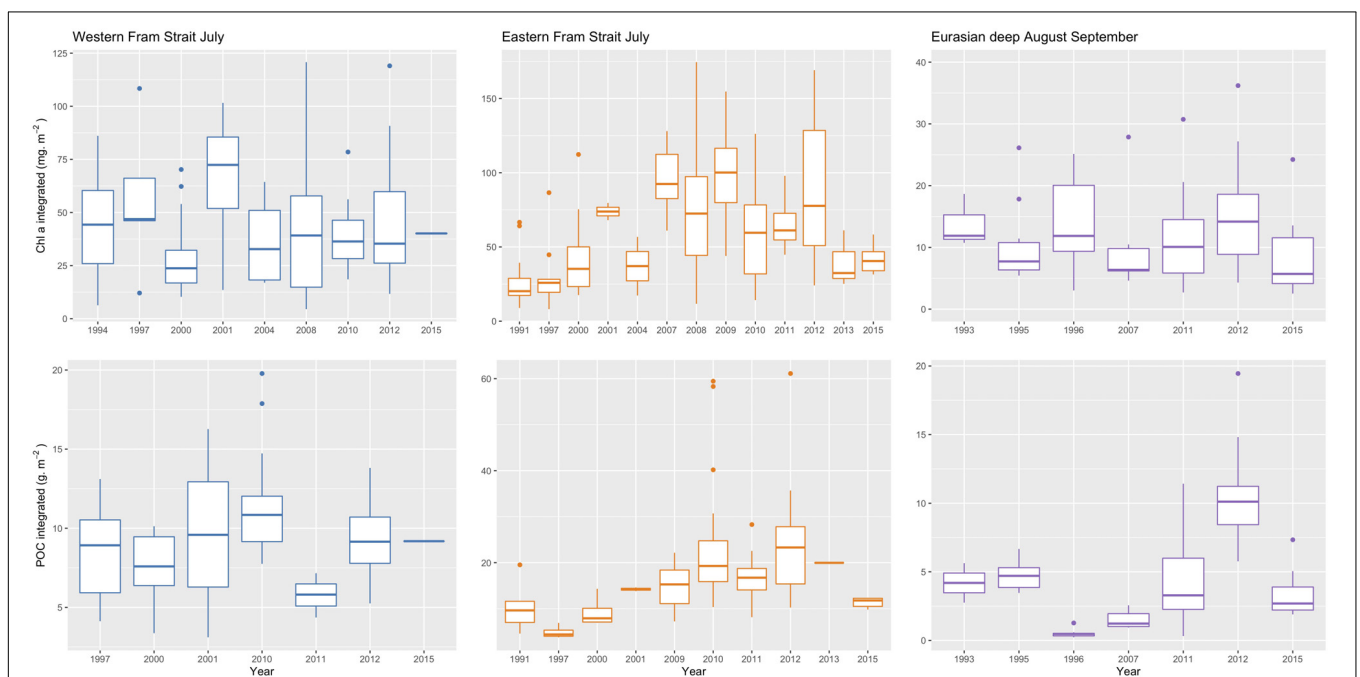 Western Fram Strait July
Eastern Fram Strait July
Eurasian deep August September
Chl a integrated (mg. m⁻²)
125
100
75
50
25
0
1994 1997 2000 2001 2004 2008 2010 2012 2015
150
100
50
0
1991 1997 2000 2001 2004 2007 2008 2009 2010 2011 2012 2013 2015
40
30
20
10
0
1993 1995 1996 2007 2011 2012 2015
POC integrated (g. m⁻²)
20
15
10
5
1997 2000 2001 2010 2011 2012 2015
Year
60
40
20
1991 1997 2000 2001 2009 2010 2011 2012 2013 2015
Year
20
15
10
5
0
1993 1995 1996 2007 2011 2012 2015
Year